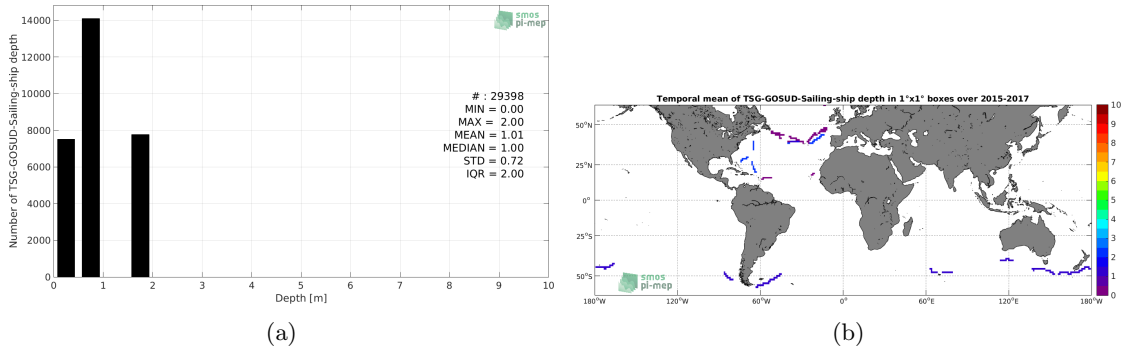 14000
12000
10000
8000
6000
4000
2000
0
Number of TSG-GOSUD-Sailing-ship depth
0 1 2 3 4 5 6 7 8 9 10
Depth [m]
smos
pi-mep
# : 29398
MIN = 0.00
MAX = 2.00
MEAN = 1.01
MEDIAN = 1.00
STD = 0.72
IQR = 2.00
(a)
Temporal mean of TSG-GOSUD-Sailing-ship depth in 1°x1° boxes over 2015-2017
50°N
25°N
0°
25°S
50°S
180°W 120°W 60°W 0° 60°E 120°E 180°E
smos
pi-mep
10
9
8
7
6
5
4
3
2
1
0
(b)